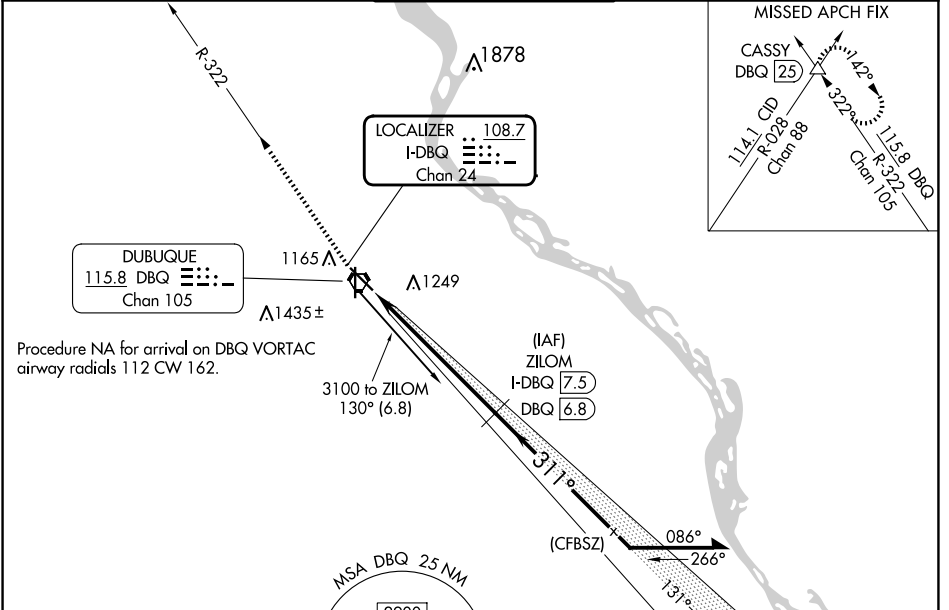 R-322
1878
MISSED APCH FIX
CASSY
DBQ 25
142°
322°
114.1 CID
R-028
Chan 88
115.8 DBQ
R-322
Chan 105
LOCALIZER 108.7
I-DBQ
Chan 24
DUBUQUE
115.8 DBQ
Chan 105
1165
1249
1435±
Procedure NA for arrival on DBQ VORTAC
airway radials 112 CW 162.
3100 to ZILOM
130° (6.8)
(IAF)
ZILOM
I-DBQ 7.5
DBQ 6.8
311°
(CFBSZ)
086°
266°
131°
MSA DBQ 25 NM